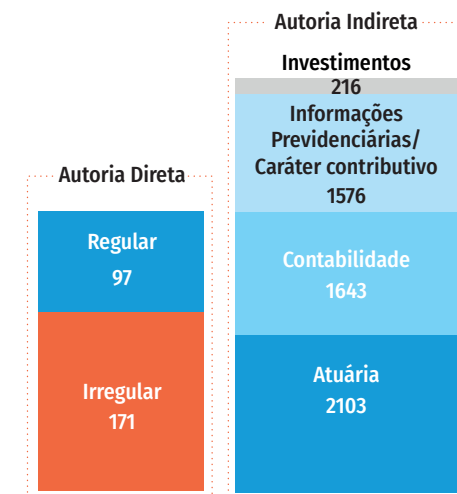 Autoria Direta
Regular
97
Irregular
171
Autoria Indireta
Investimentos
216
Informações
Previdenciárias/
Caráter contributivo
1576
Contabilidade
1643
Atuária
2103